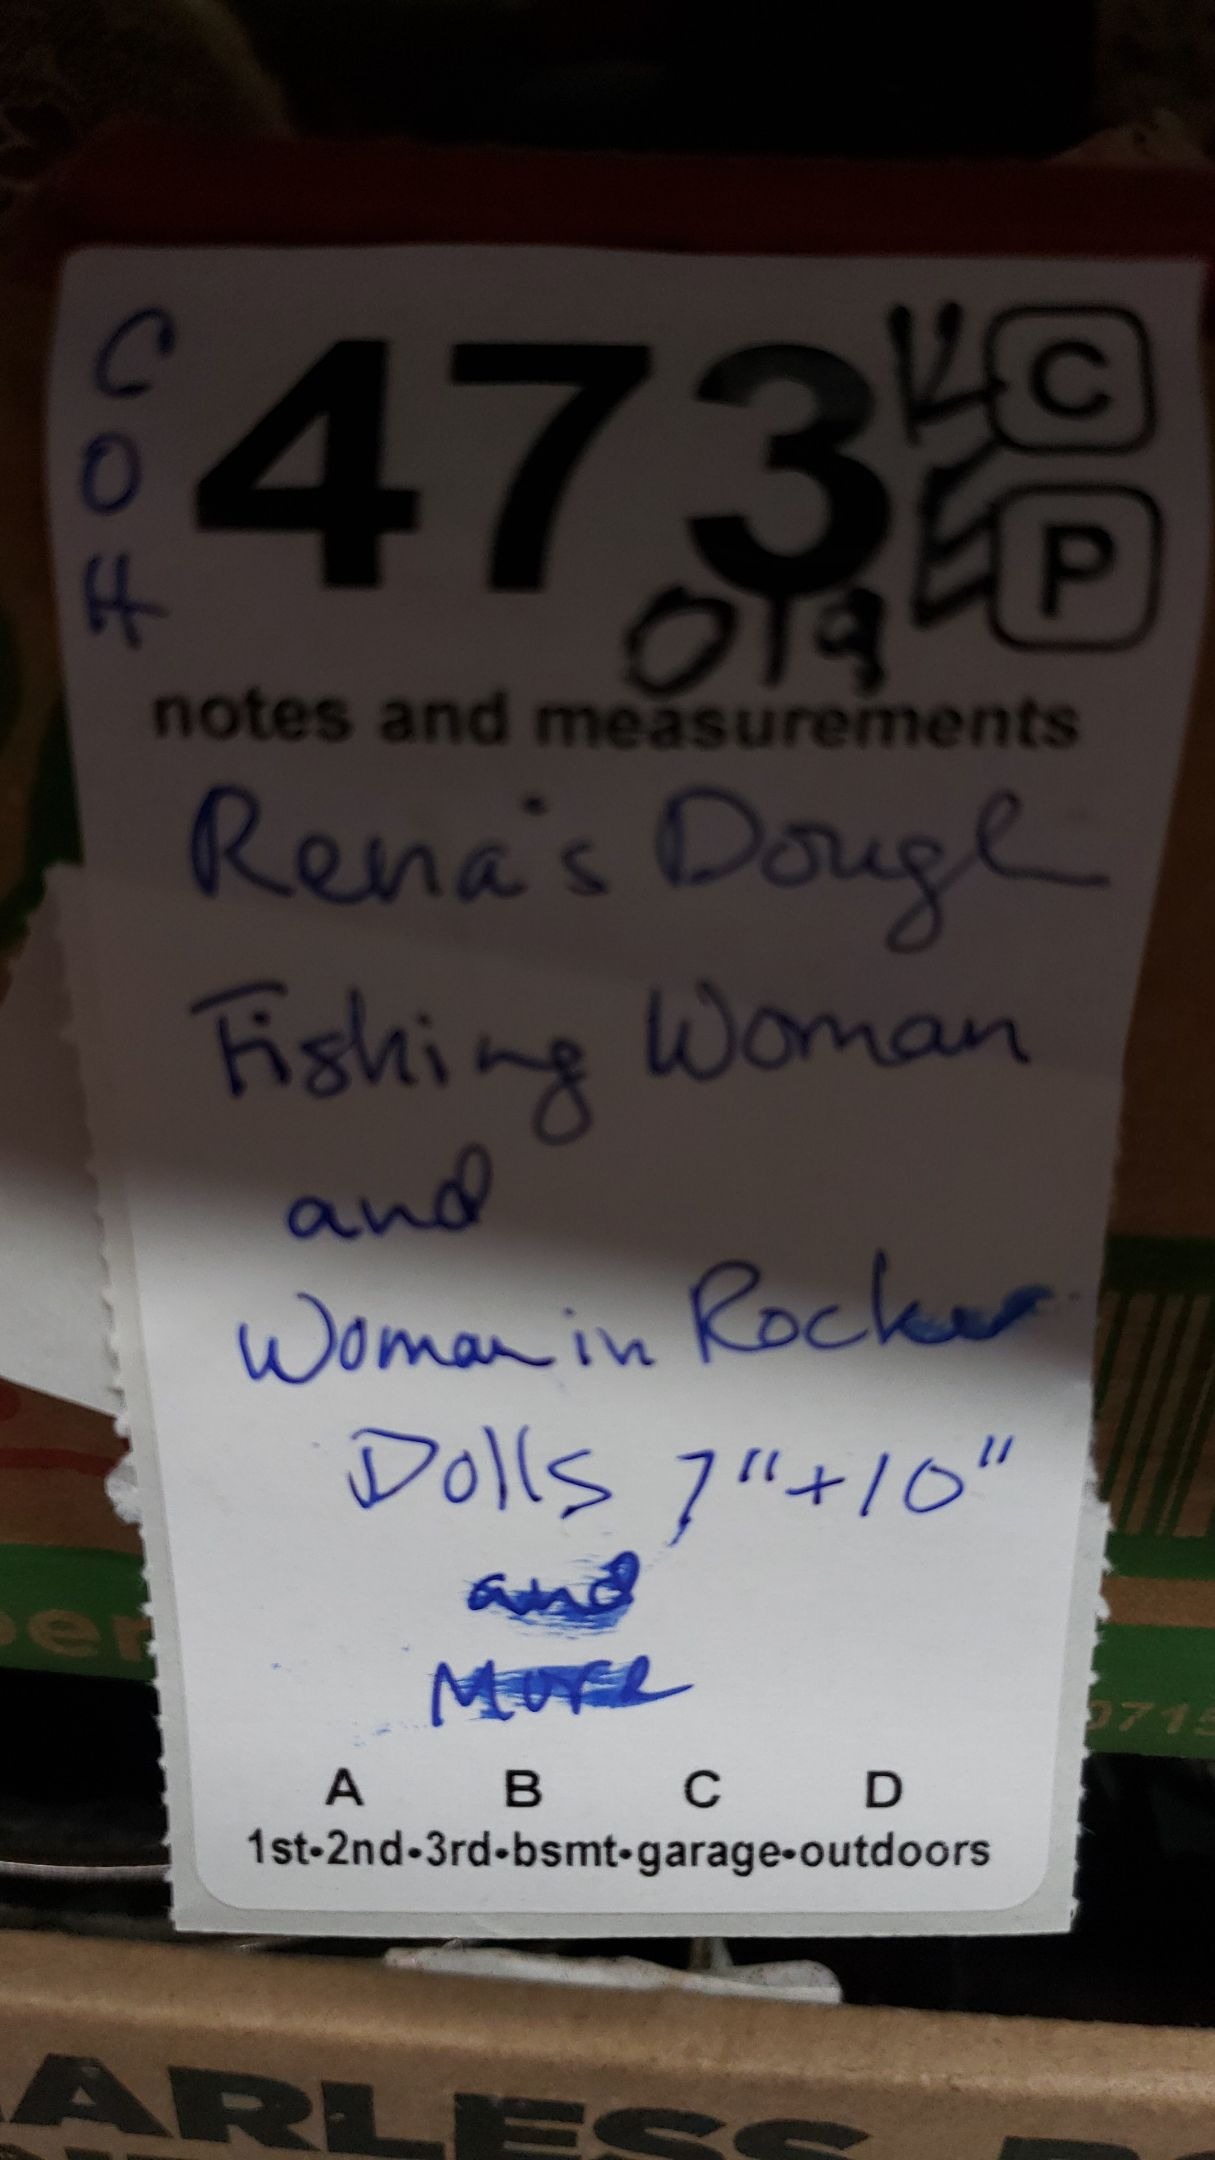 C
O
H
473
C
P
019
notes and measurements
Rena's Dough
Fishing Woman
and
Woman in Rocker
Dolls 7"+10"
and
More
A B C D
1st•2nd•3rd•bsmt•garage•outdoors
0715
ARLESS